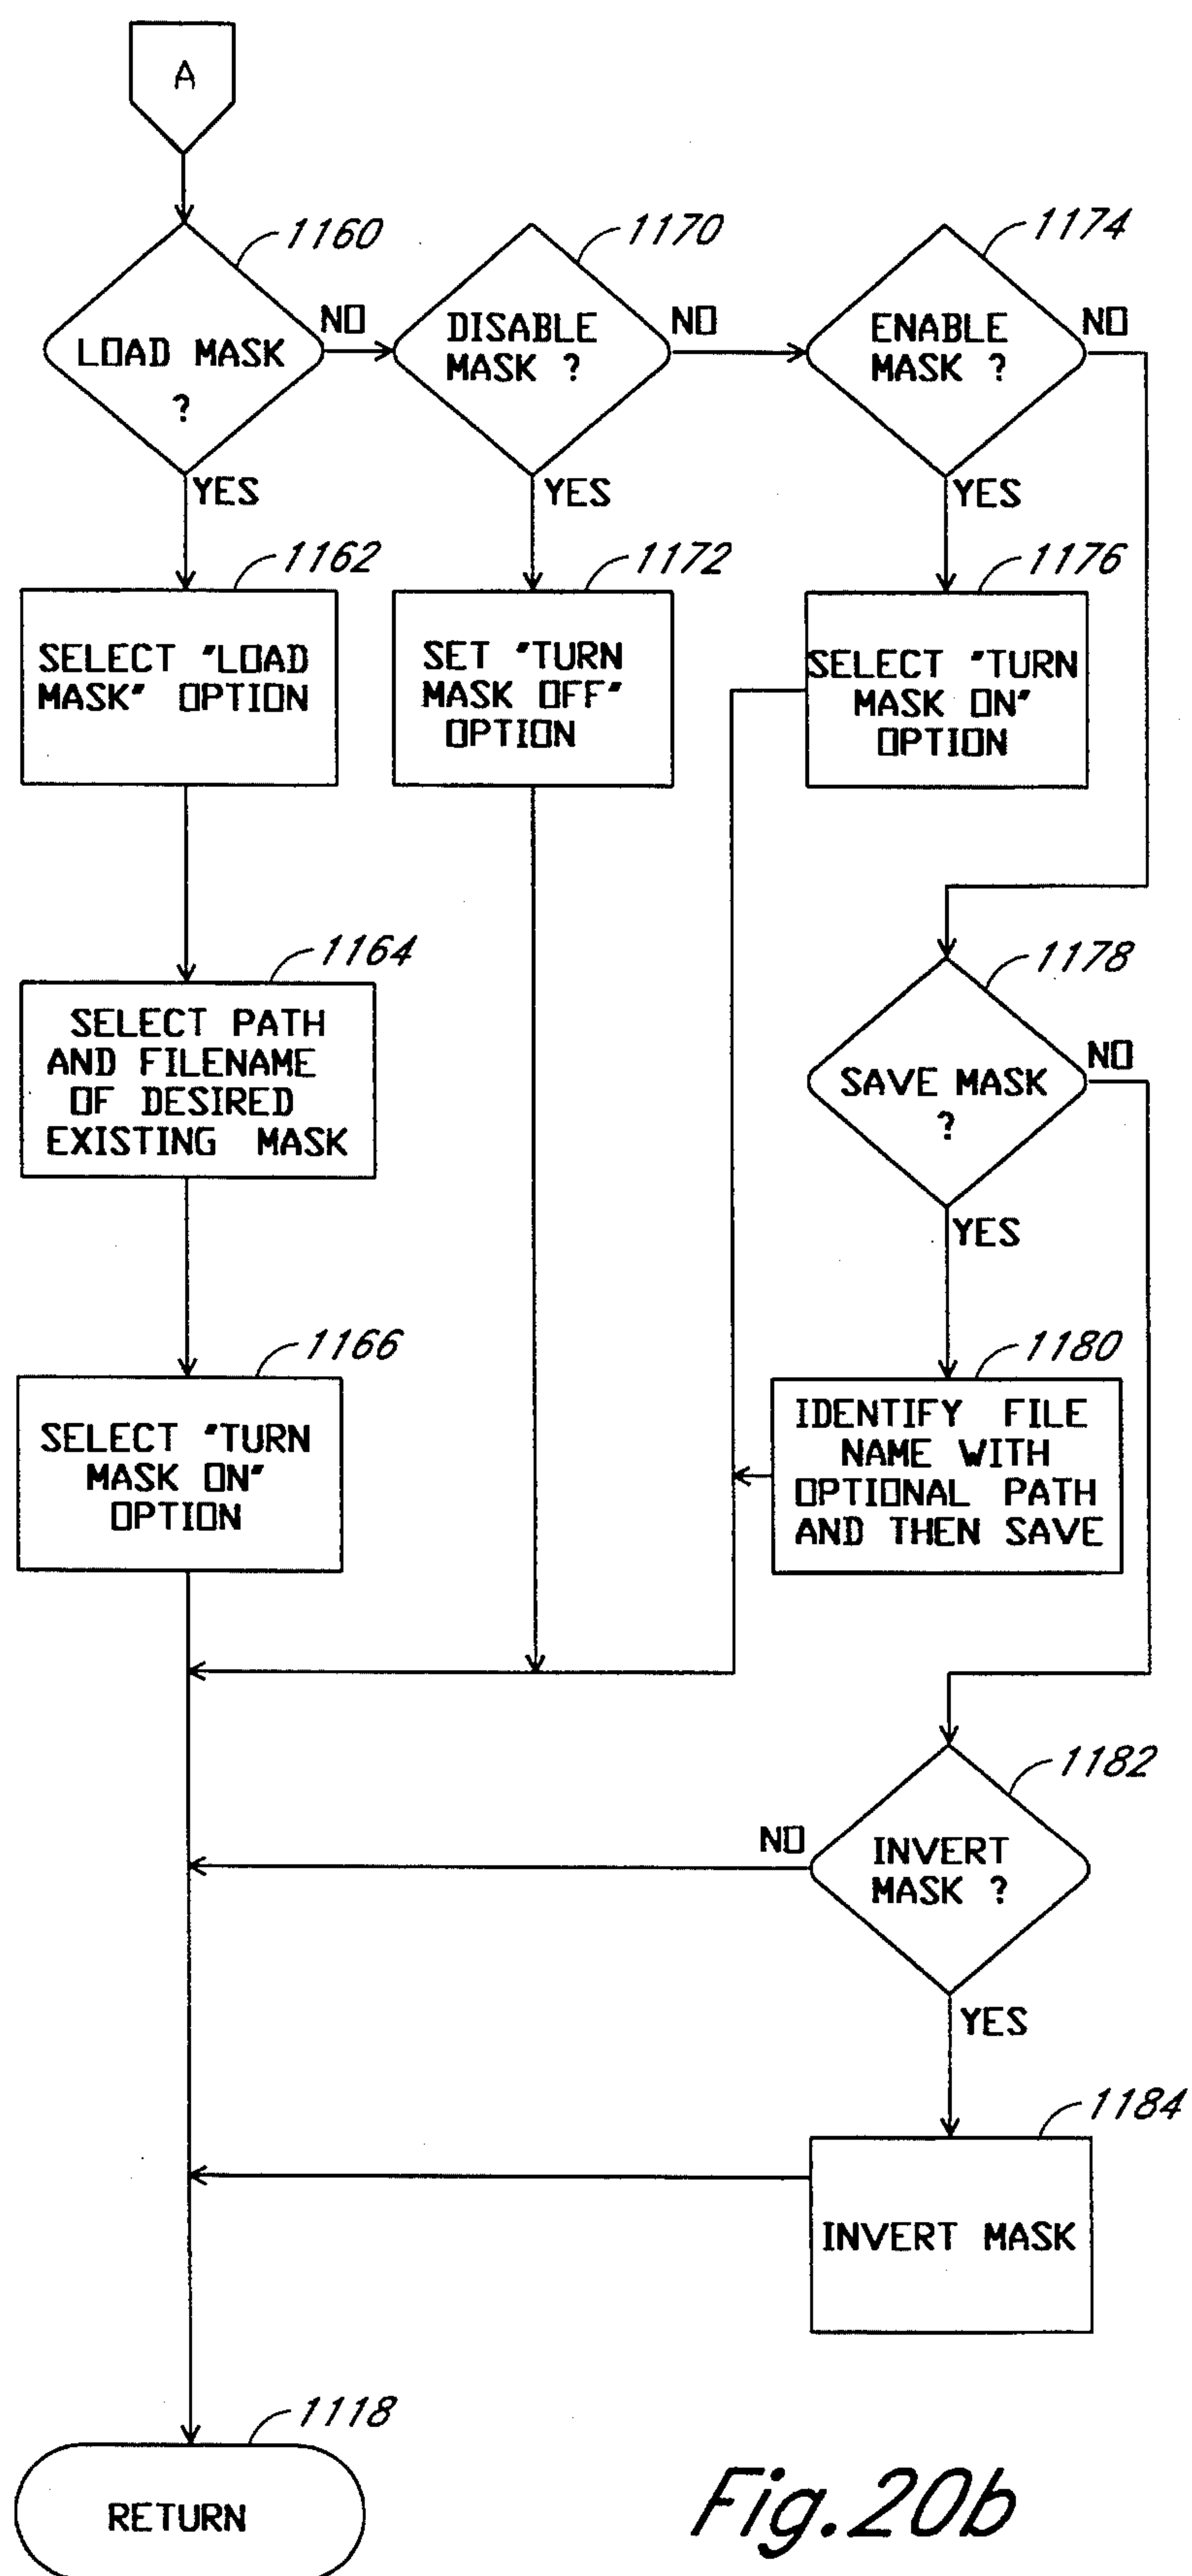 A
1160
LOAD MASK
?
NO
YES
1170
DISABLE
MASK ?
NO
YES
1174
ENABLE
MASK ?
NO
YES
1162
SELECT "LOAD
MASK" OPTION
1172
SET "TURN
MASK OFF"
OPTION
1176
SELECT "TURN
MASK ON"
OPTION
1164
SELECT PATH
AND FILENAME
OF DESIRED
EXISTING MASK
1178
SAVE MASK
?
NO
YES
1166
SELECT "TURN
MASK ON"
OPTION
1180
IDENTIFY FILE
NAME WITH
OPTIONAL PATH
AND THEN SAVE
1182
INVERT
MASK ?
NO
YES
1184
INVERT MASK
1118
RETURN
Fig. 20b